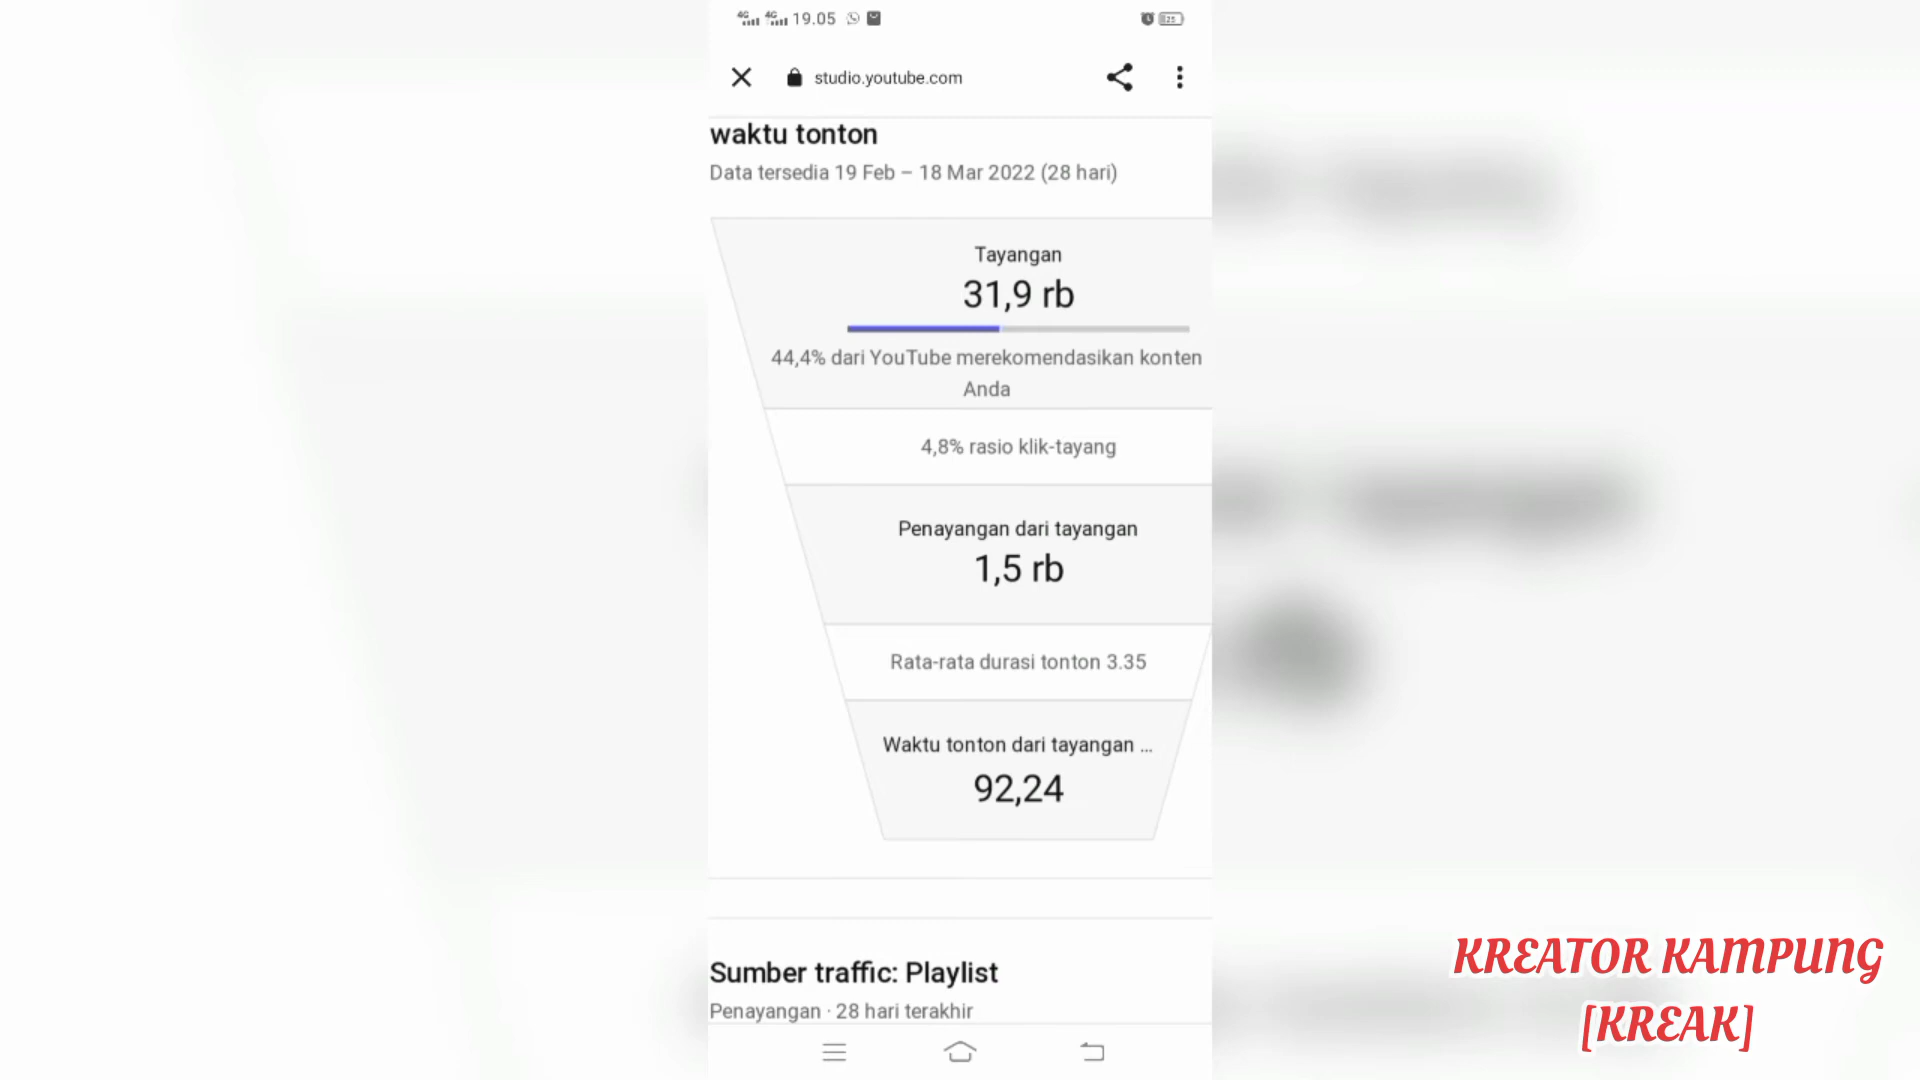 4G 4G 19.05 25
studio.youtube.com
waktu tonton
Data tersedia 19 Feb – 18 Mar 2022 (28 hari)
Tayangan
31,9 rb
44,4% dari YouTube merekomendasikan konten
Anda
4,8% rasio klik-tayang
Penayangan dari tayangan
1,5 rb
Rata-rata durasi tonton 3.35
Waktu tonton dari tayangan ...
92,24
Sumber traffic: Playlist
Penayangan · 28 hari terakhir
KREATOR KAMPUNG
[KREAK]